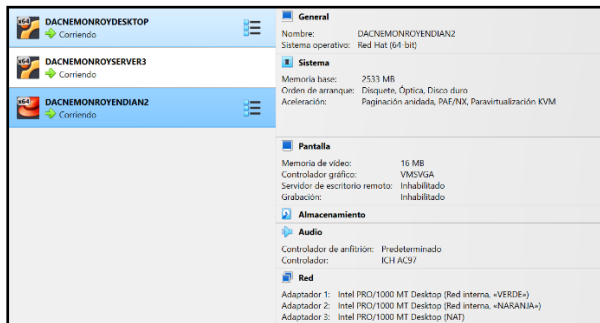 DACNEMONROYDESKTOP
Corriendo
DACNEMONROYSERVER3
Corriendo
DACNEMONROYENDIAN2
Corriendo
General
Nombre: DACNEMONROYENDIAN2
Sistema operativo: Red Hat (64-bit)
Sistema
Memoria base: 2533 MB
Orden de arranque: Disquete, Óptica, Disco duro
Aceleración: Paginación anidada, PAE/NX, Paravirtualización KVM
Pantalla
Memoria de vídeo: 16 MB
Controlador gráfico: VMSVGA
Servidor de escritorio remoto: Inhabilitado
Grabación: Inhabilitado
Almacenamiento
Audio
Controlador de anfitrión: Predeterminado
Controlador: ICH AC97
Red
Adaptador 1: Intel PRO/1000 MT Desktop (Red interna, «VERDE»)
Adaptador 2: Intel PRO/1000 MT Desktop (Red interna, «NARANJA»)
Adaptador 3: Intel PRO/1000 MT Desktop (NAT)